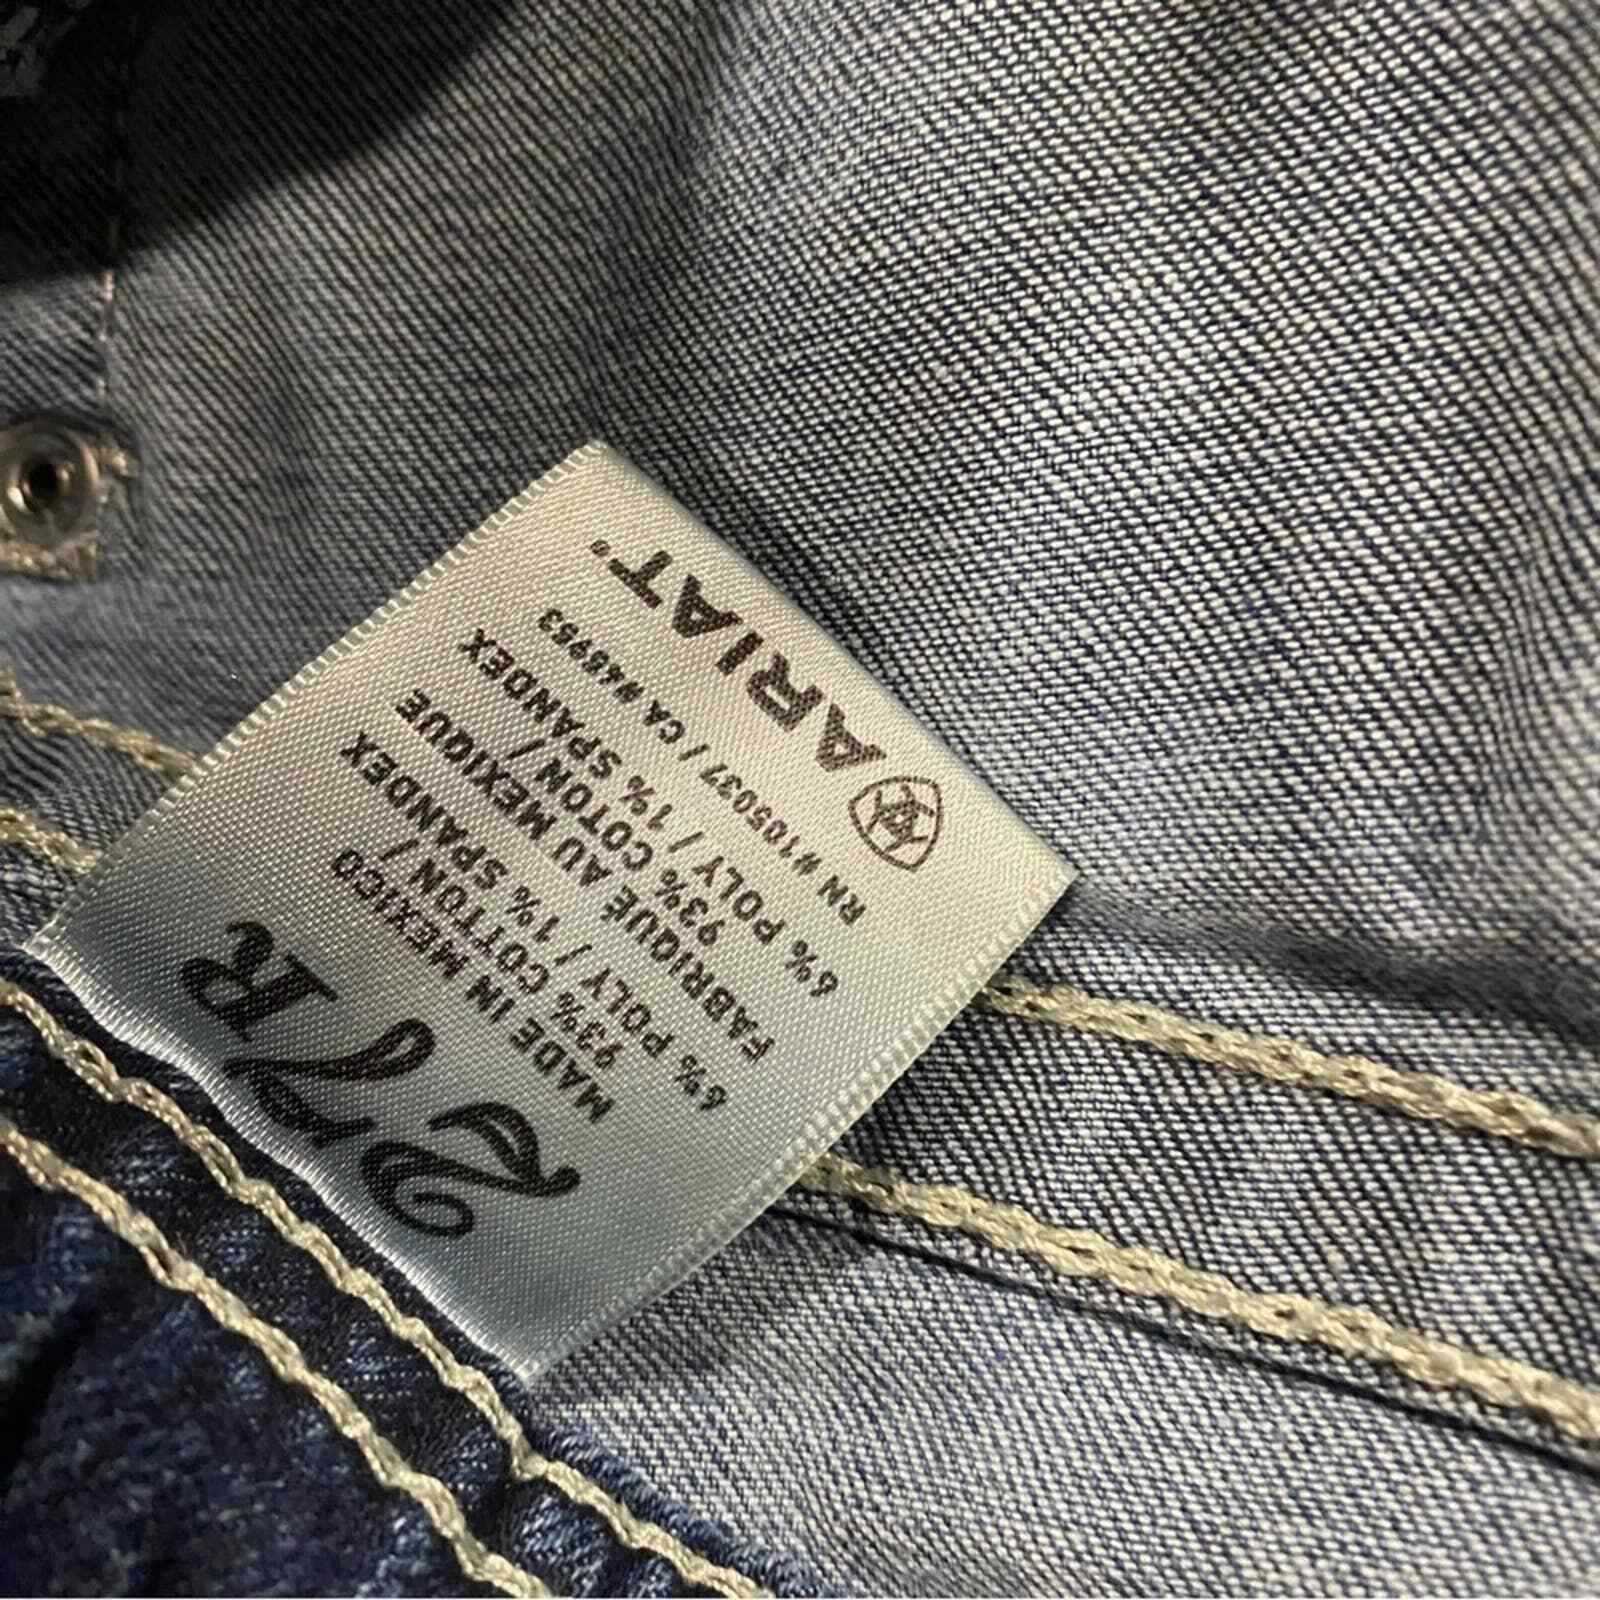 27 R
MADE IN MEXICO
93% COTTON /
6% POLY / 1% SPANDEX
FABRIQUÉ AU MEXIQUE
93% COTON /
6% POLY / 1% SPANDEX
RN #105037 / CA #48953
ARIAT®